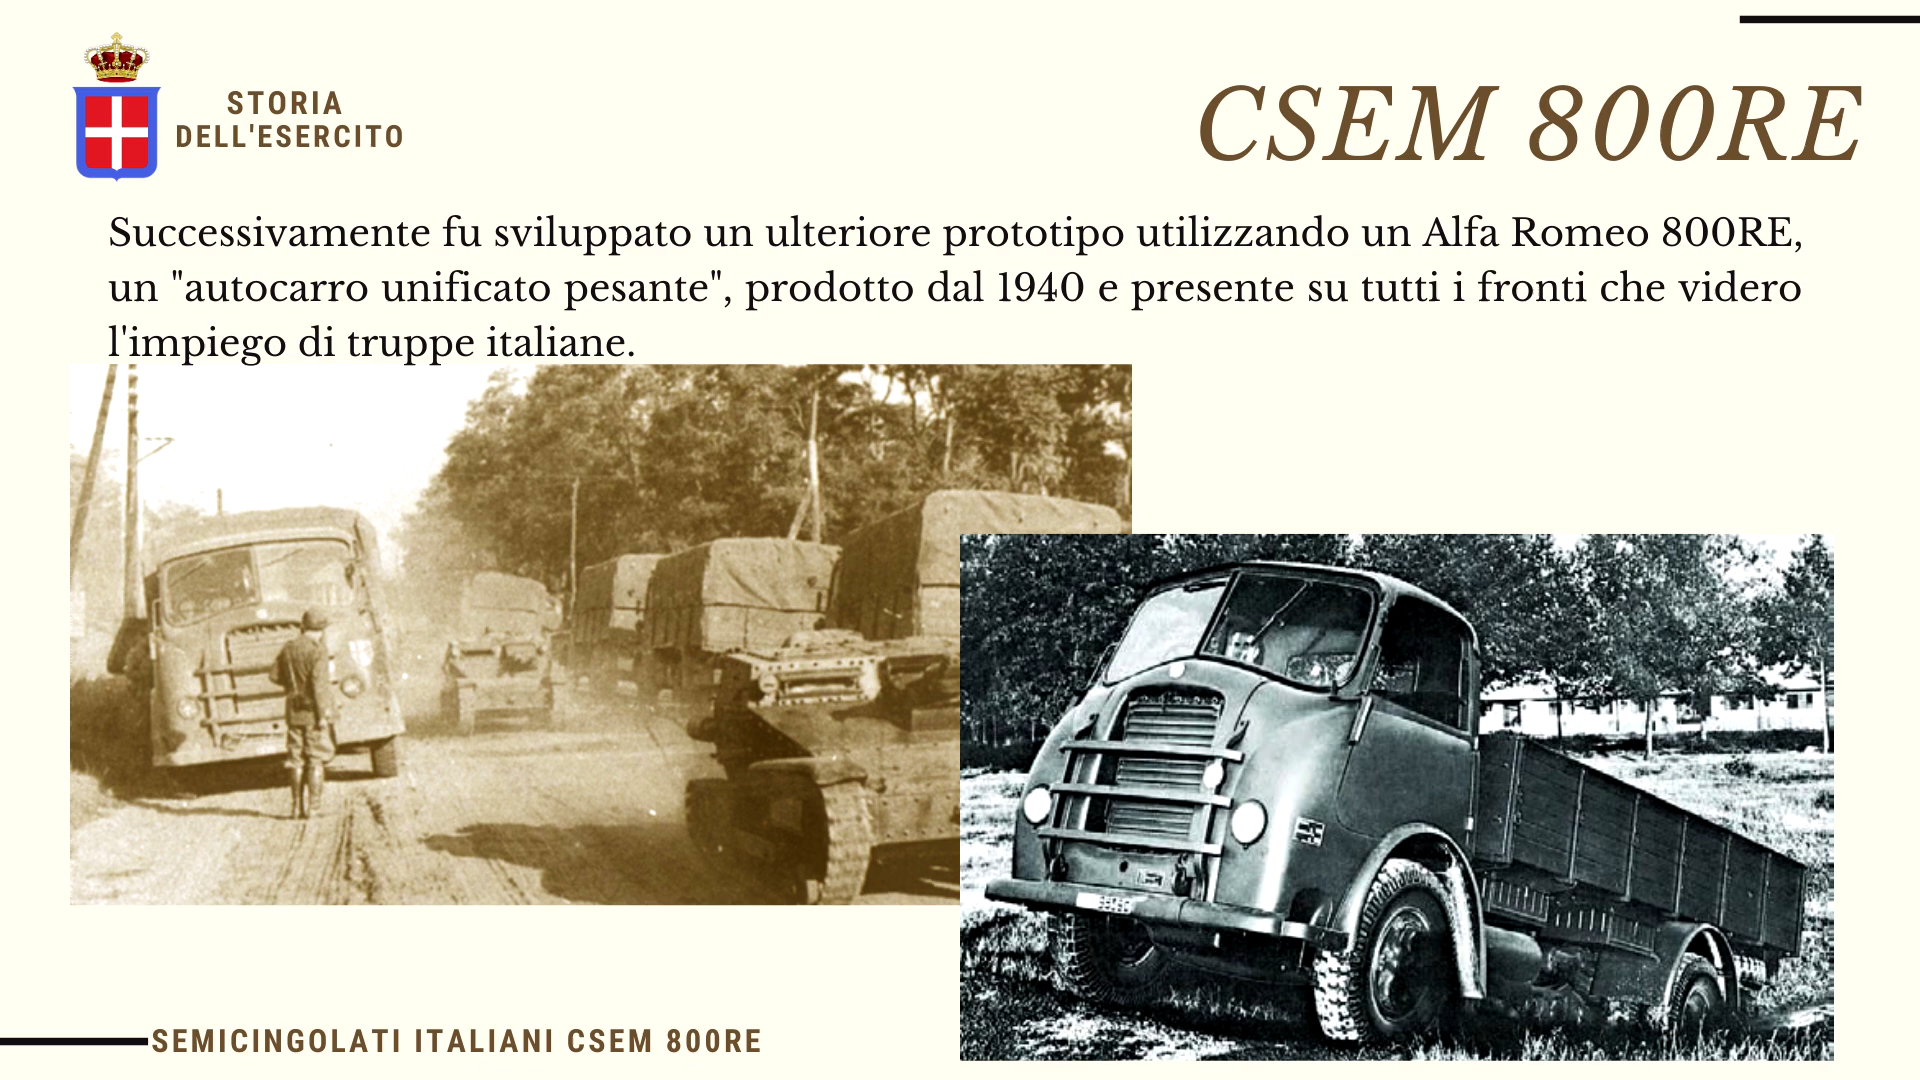 STORIA
DELL'ESERCITO
CSEM 800RE
Successivamente fu sviluppato un ulteriore prototipo utilizzando un Alfa Romeo 800RE,
un "autocarro unificato pesante", prodotto dal 1940 e presente su tutti i fronti che videro
l'impiego di truppe italiane.
SEMICINGOLATI ITALIANI CSEM 800RE